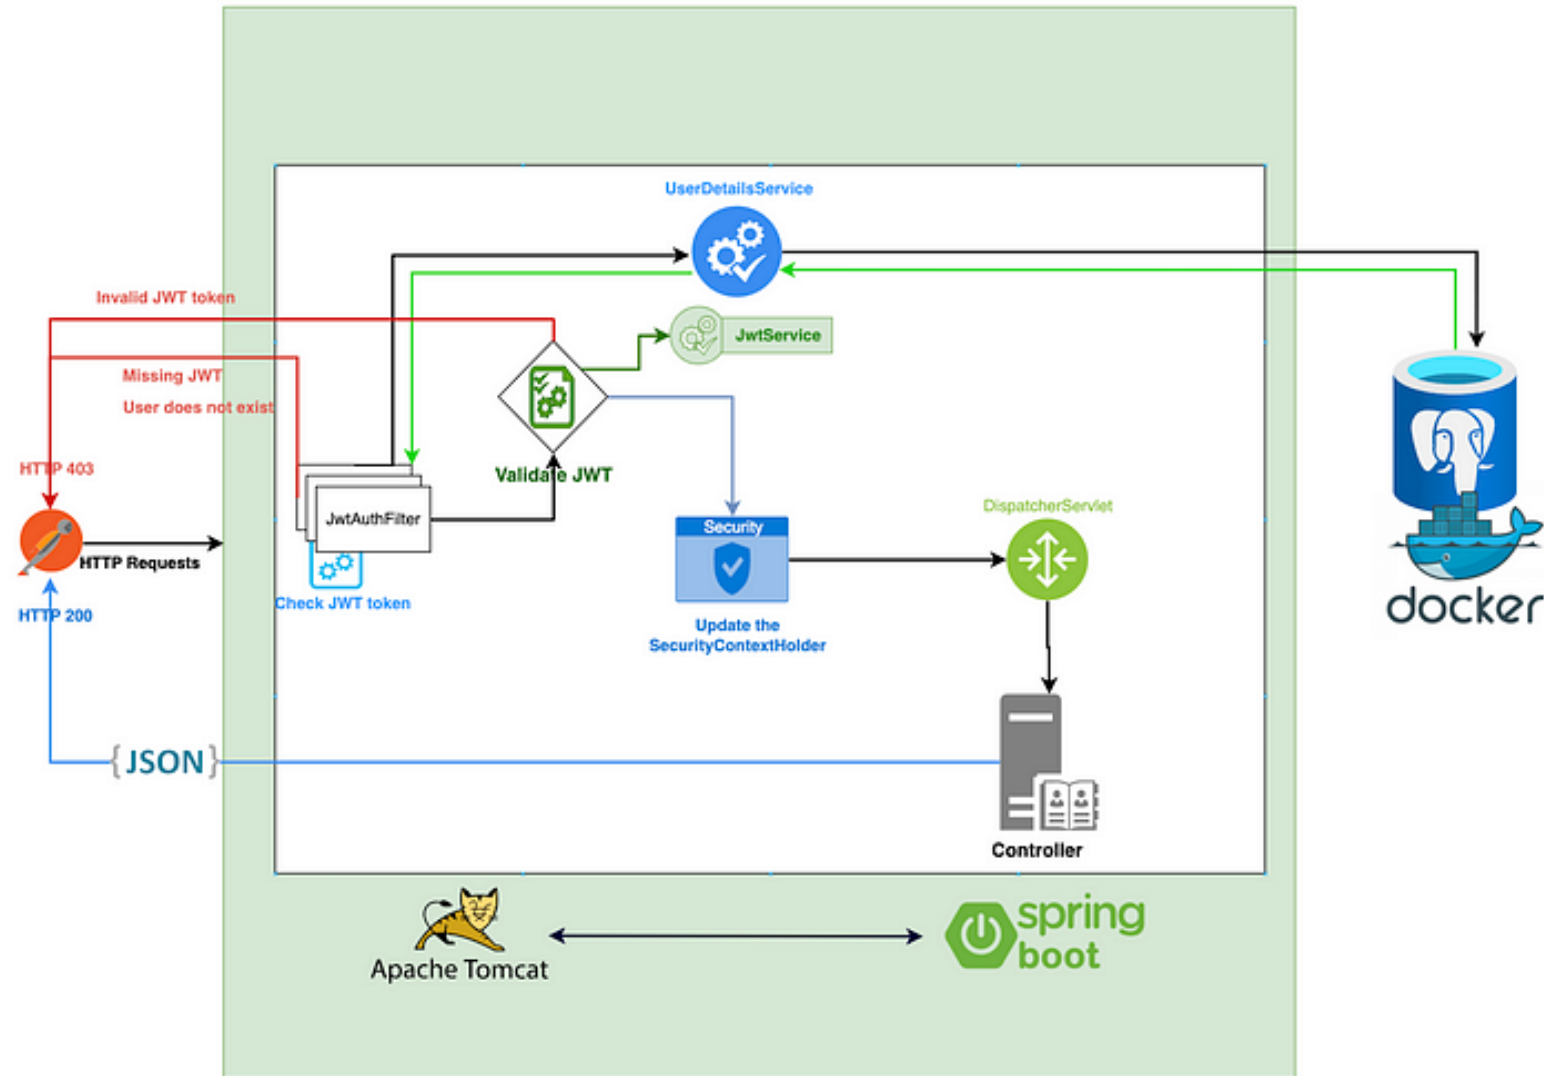 UserDetailsService
Invalid JWT token
JwtService
Missing JWT
User does not exist
HTTP 403
Validate JWT
JwtAuthFilter
DispatcherServlet
Security
HTTP Requests
Check JWT token
HTTP 200
Update the
SecurityContextHolder
docker
{JSON}
Controller
Apache Tomcat
spring
boot